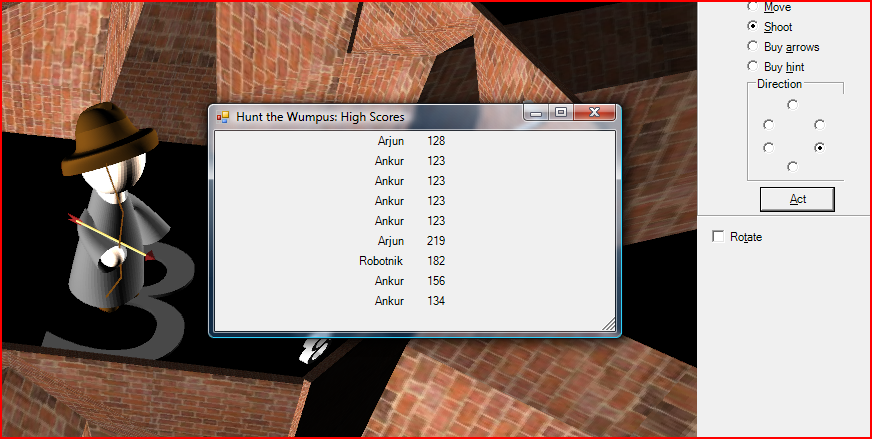 Move
Shoot
Buy arrows
Buy hint
Direction
Act
Rotate
Hunt the Wumpus: High Scores
Arjun 128
Ankur 123
Ankur 123
Ankur 123
Ankur 123
Arjun 219
Robotnik 182
Ankur 156
Ankur 134
3